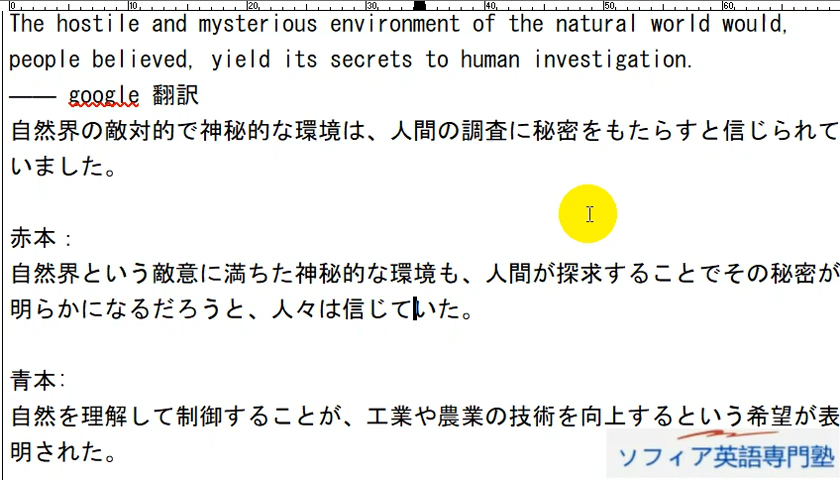 0 20 30 40 50 60
The hostile and mysterious environment of the natural world would,
people believed, yield its secrets to human investigation.
―― google 翻訳
自然界の敵対的で神秘的な環境は、人間の調査に秘密をもたらすと信じられて
いました。
赤本：
自然界という敵意に満ちた神秘的な環境も、人間が探求することでその秘密が
明らかになるだろうと、人々は信じていた。
青本：
自然を理解して制御することが、工業や農業の技術を向上するという希望が表
明された。
ソフィア英語専門塾